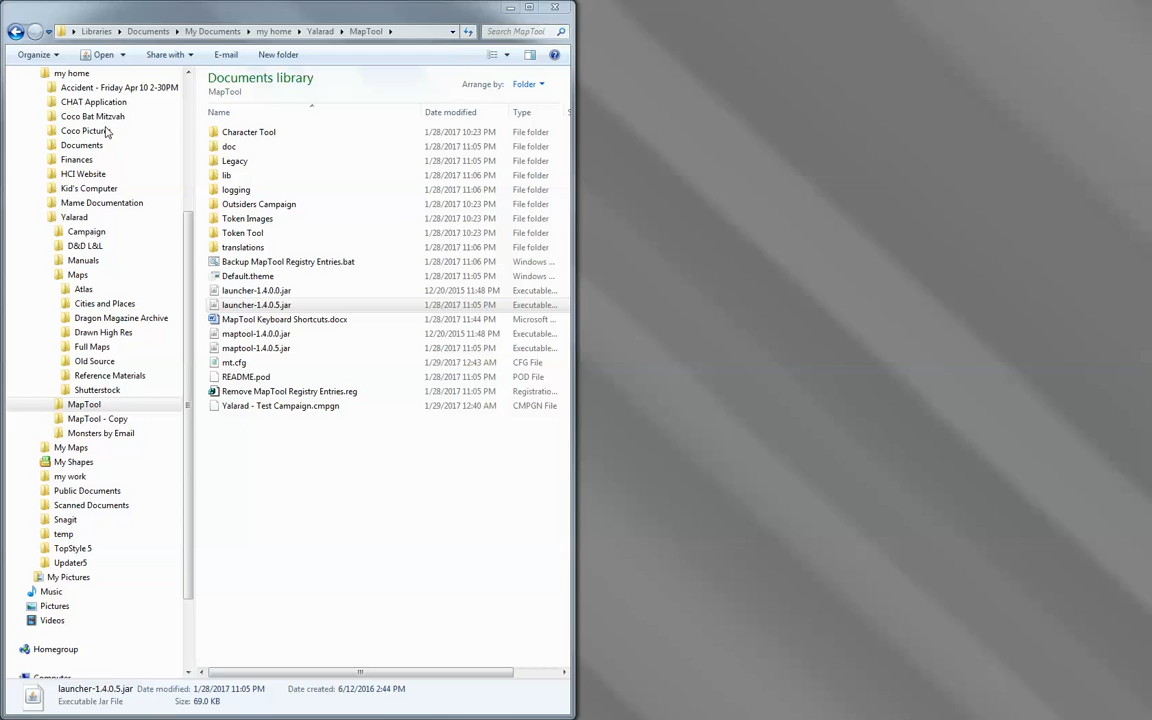 Libraries Documents My Documents my home Yalarad MapTool Search MapTool
Organize Open Share with E-mail New folder
my home
Accident - Friday Apr 10 2-30PM
CHAT Application
Coco Bat Mitzvah
Coco Pictur
Documents
Finances
HCI Website
Kid's Computer
Mame Documentation
Yalarad
Campaign
D&D L&L
Manuals
Maps
Atlas
Cities and Places
Dragon Magazine Archive
Drawn High Res
Full Maps
Old Source
Reference Materials
Shutterstock
MapTool
MapTool - Copy
Monsters by Email
My Maps
My Shapes
my work
Public Documents
Scanned Documents
Snagit
temp
TopStyle 5
Updater5
My Pictures
Music
Pictures
Videos
Homegroup
Documents library
MapTool
Arrange by: Folder
Name Date modified Type
Character Tool 1/28/2017 10:23 PM File folder
doc 1/28/2017 11:05 PM File folder
Legacy 1/28/2017 11:05 PM File folder
lib 1/28/2017 11:06 PM File folder
logging 1/28/2017 11:06 PM File folder
Outsiders Campaign 1/28/2017 10:23 PM File folder
Token Images 1/28/2017 10:23 PM File folder
Token Tool 1/28/2017 10:23 PM File folder
translations 1/28/2017 11:06 PM File folder
Backup MapTool Registry Entries.bat 1/28/2017 11:06 PM Windows ...
Default.theme 1/28/2017 11:05 PM Windows ...
launcher-1.4.0.0.jar 12/20/2015 11:48 PM Executable...
launcher-1.4.0.5.jar 1/28/2017 11:05 PM Executable...
MapTool Keyboard Shortcuts.docx 1/28/2017 11:44 PM Microsoft ...
maptool-1.4.0.0.jar 12/20/2015 11:48 PM Executable...
maptool-1.4.0.5.jar 1/28/2017 11:05 PM Executable...
mt.cfg 1/29/2017 12:43 AM CFG File
README.pod 1/28/2017 11:05 PM POD File
Remove MapTool Registry Entries.reg 1/28/2017 11:05 PM Registratio...
Yalarad - Test Campaign.cmpgn 1/29/2017 12:40 AM CMPGN File
launcher-1.4.0.5.jar Date modified: 1/28/2017 11:05 PM Date created: 6/12/2016 2:44 PM
Executable Jar File Size: 69.0 KB